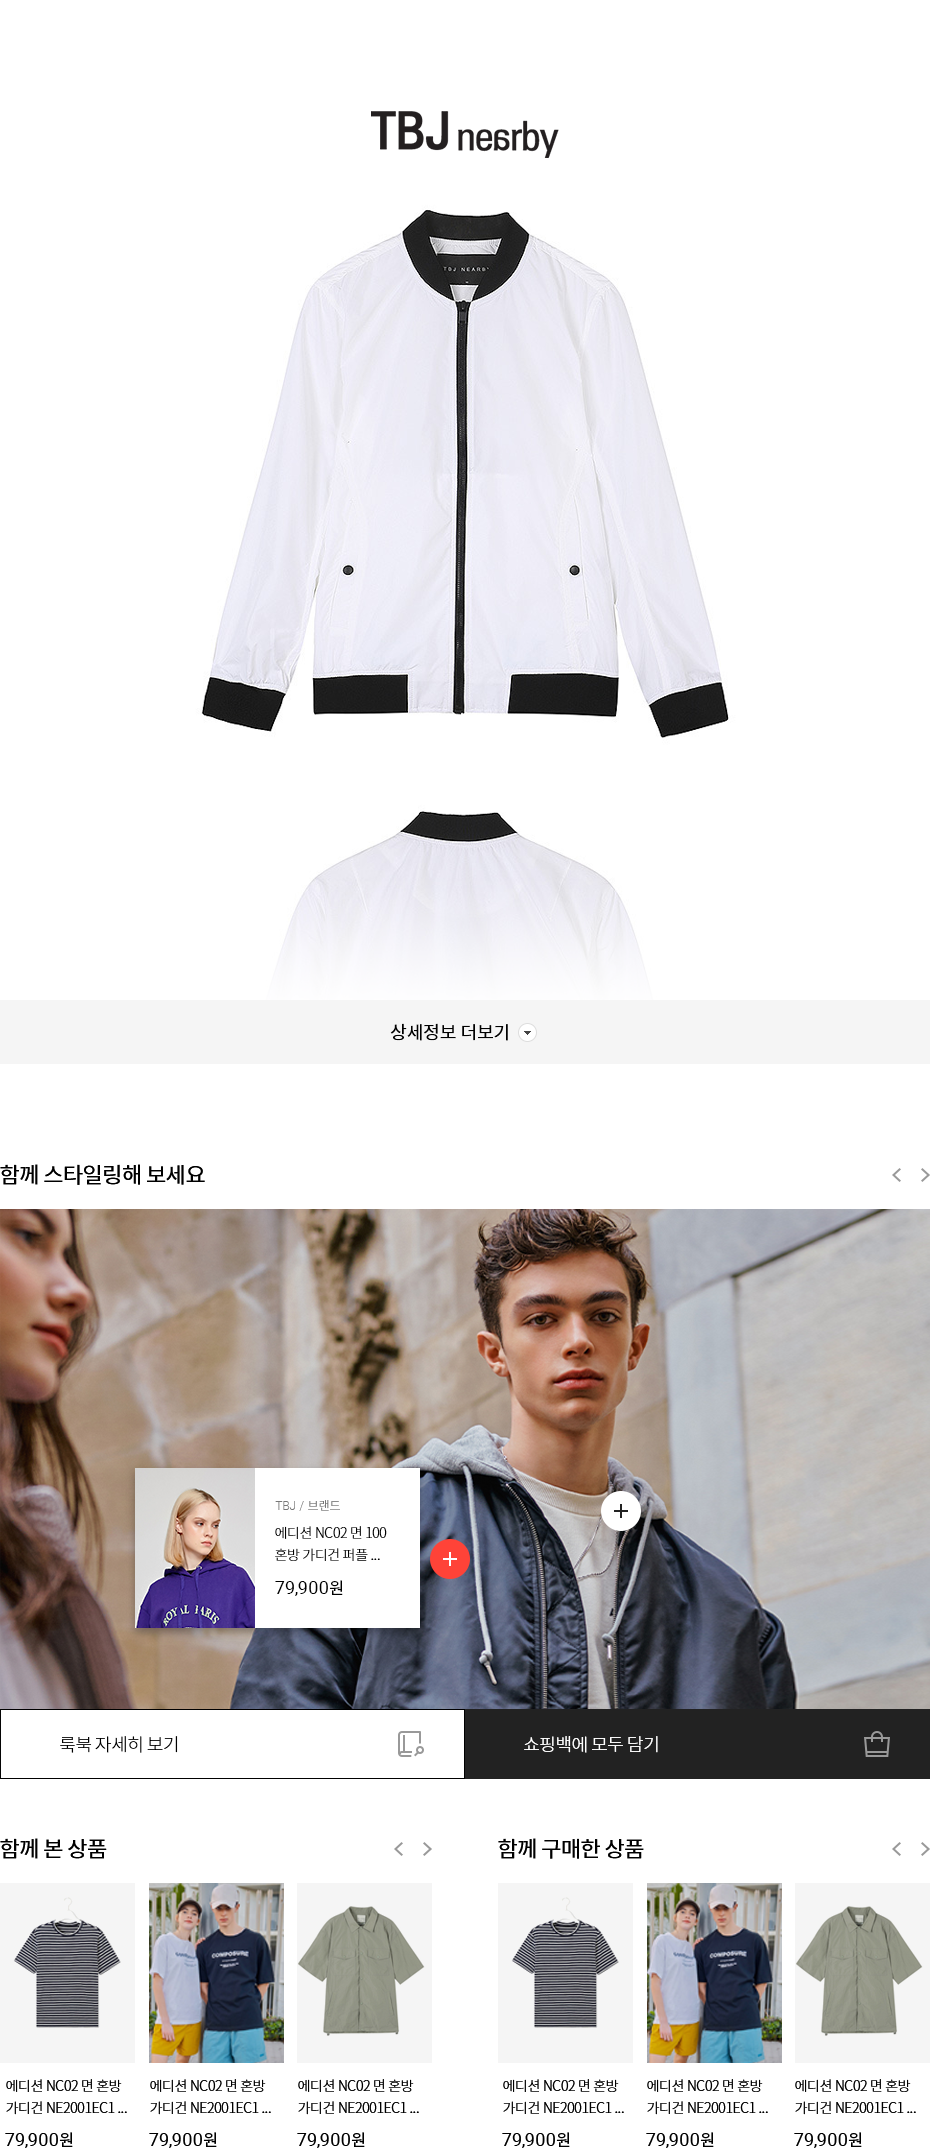 TBJ nearby
TBJ NEARBY
상세정보 더보기
함께 스타일링해 보세요
TBJ / 브랜드
에디션 NC02 면 100
혼방 가디건 퍼플 ...
79,900원
ROYAL PARIS
룩북 자세히 보기
쇼핑백에 모두 담기
함께 본 상품
COMPOSURE
에디션 NC02 면 혼방
가디건 NE2001EC1 ...
79,900원
에디션 NC02 면 혼방
가디건 NE2001EC1 ...
79,900원
에디션 NC02 면 혼방
가디건 NE2001EC1 ...
79,900원
함께 구매한 상품
COMPOSURE
에디션 NC02 면 혼방
가디건 NE2001EC1 ...
79,900원
에디션 NC02 면 혼방
가디건 NE2001EC1 ...
79,900원
에디션 NC02 면 혼방
가디건 NE2001EC1 ...
79,900원